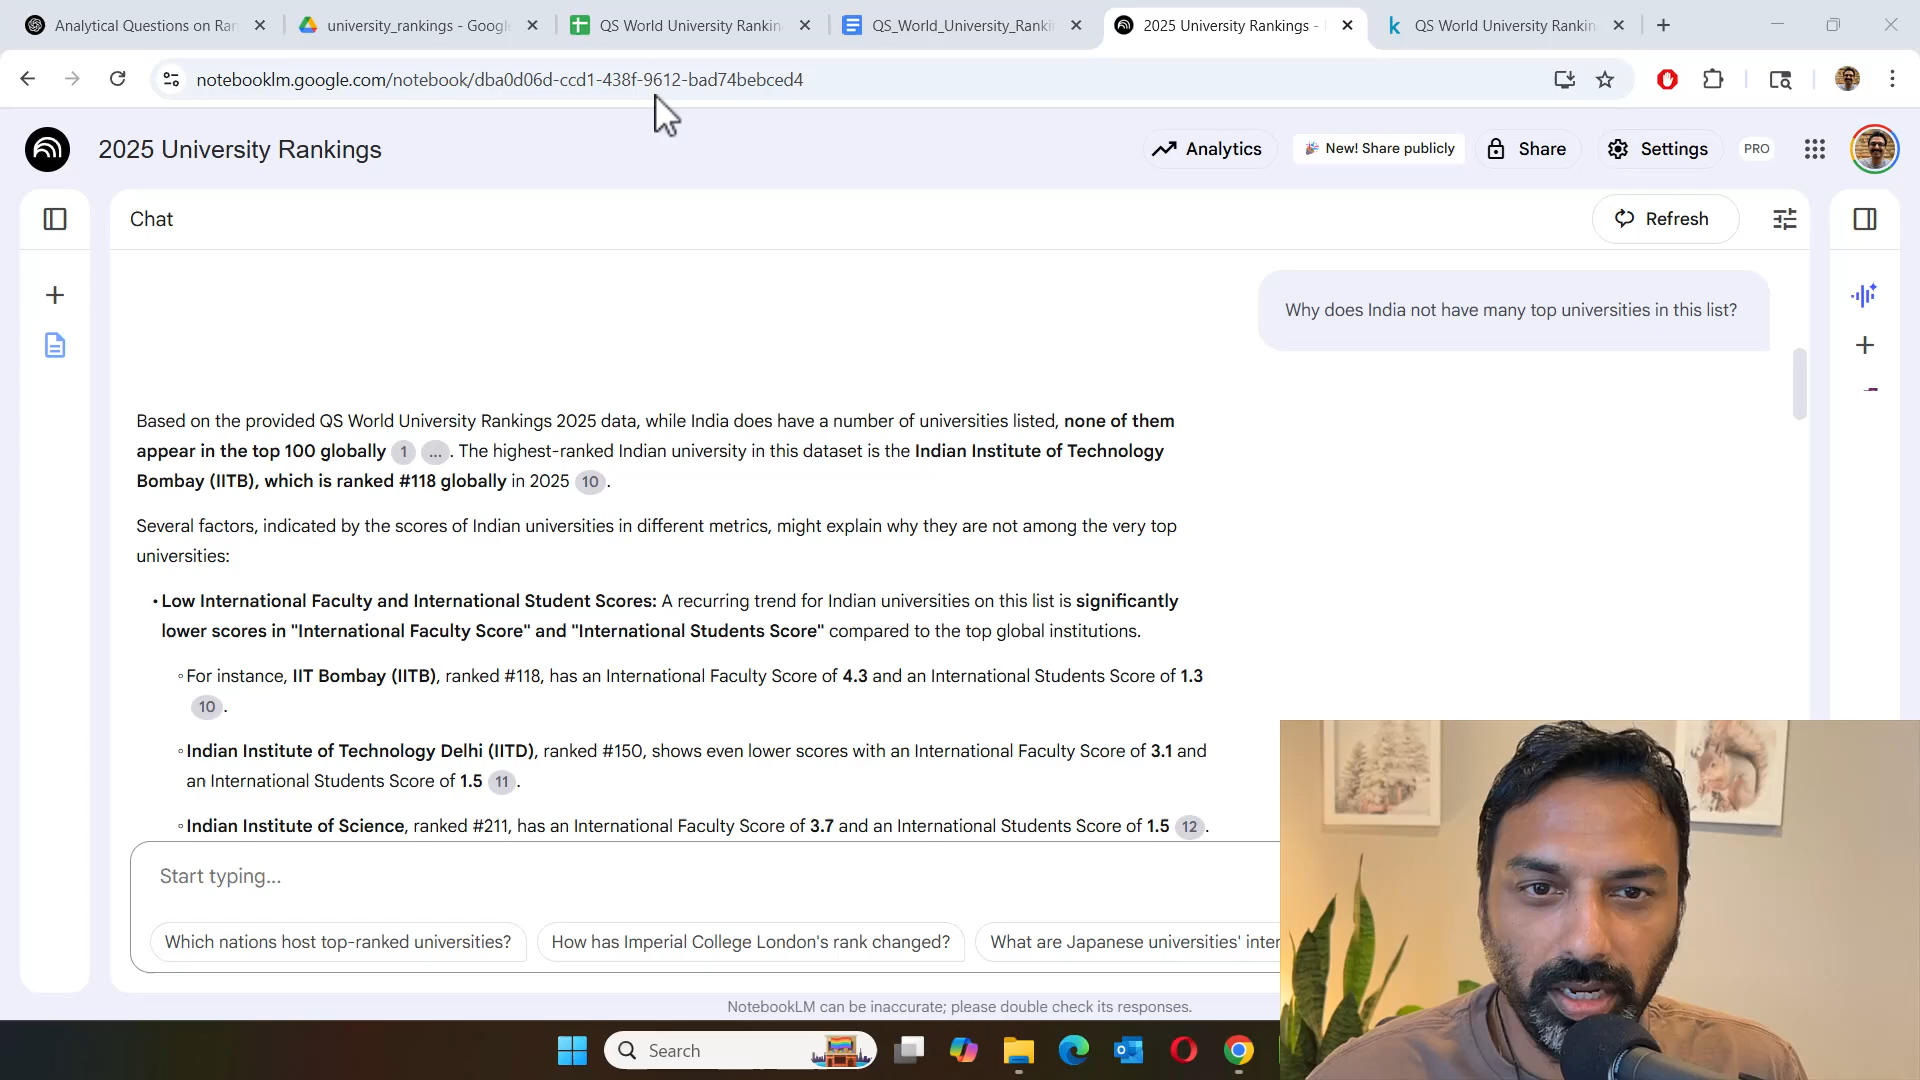 Analytical Questions on Ran
university_rankings - Google
QS World University Rankin
QS_World_University_Ranki
2025 University Rankings -
k
QS World University Rankin
notebooklm.google.com/notebook/dba0d06d-ccd1-438f-9612-bad74bebced4
2025 University Rankings
Analytics
New! Share publicly
Share
Settings
PRO
Chat
Refresh
Why does India not have many top universities in this list?
Based on the provided QS World University Rankings 2025 data, while India does have a number of universities listed, none of them
appear in the top 100 globally 1 ... . The highest-ranked Indian university in this dataset is the Indian Institute of Technology
Bombay (IITB), which is ranked #118 globally in 2025 10 .
Several factors, indicated by the scores of Indian universities in different metrics, might explain why they are not among the very top
universities:
• Low International Faculty and International Student Scores: A recurring trend for Indian universities on this list is significantly
lower scores in "International Faculty Score" and "International Students Score" compared to the top global institutions.
◦ For instance, IIT Bombay (IITB), ranked #118, has an International Faculty Score of 4.3 and an International Students Score of 1.3
10 .
◦ Indian Institute of Technology Delhi (IITD), ranked #150, shows even lower scores with an International Faculty Score of 3.1 and
an International Students Score of 1.5 11 .
◦ Indian Institute of Science, ranked #211, has an International Faculty Score of 3.7 and an International Students Score of 1.5 12 .
Start typing...
Which nations host top-ranked universities?
How has Imperial College London's rank changed?
What are Japanese universities' inter
NotebookLM can be inaccurate; please double check its responses.
Search